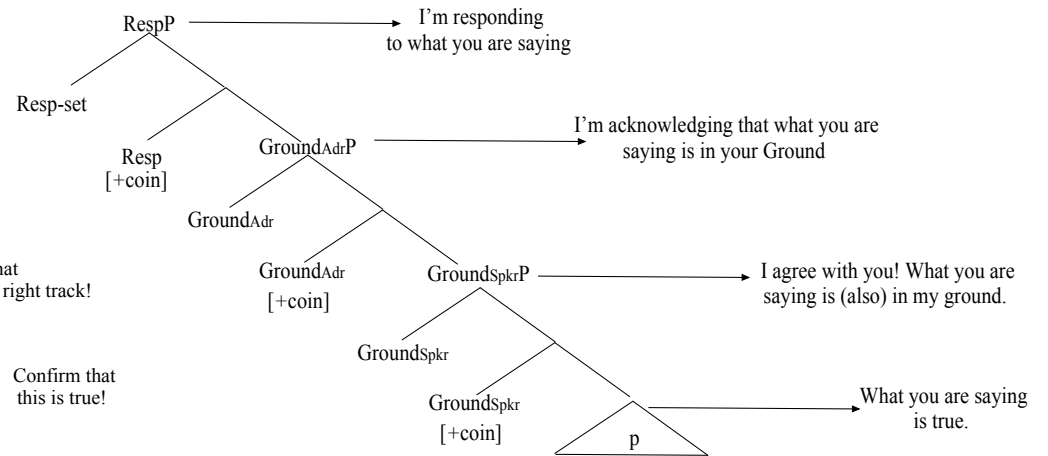 RespP
I'm responding
to what you are saying
Resp-set
Resp
[+coin]
GroundAdrP
I'm acknowledging that what you are
saying is in your Ground
GroundAdr
GroundAdr
[+coin]
GroundSpkrP
I agree with you! What you are
saying is (also) in my ground.
right track!
GroundSpkr
Confirm that
this is true!
GroundSpkr
[+coin]
What you are saying
is true.
p